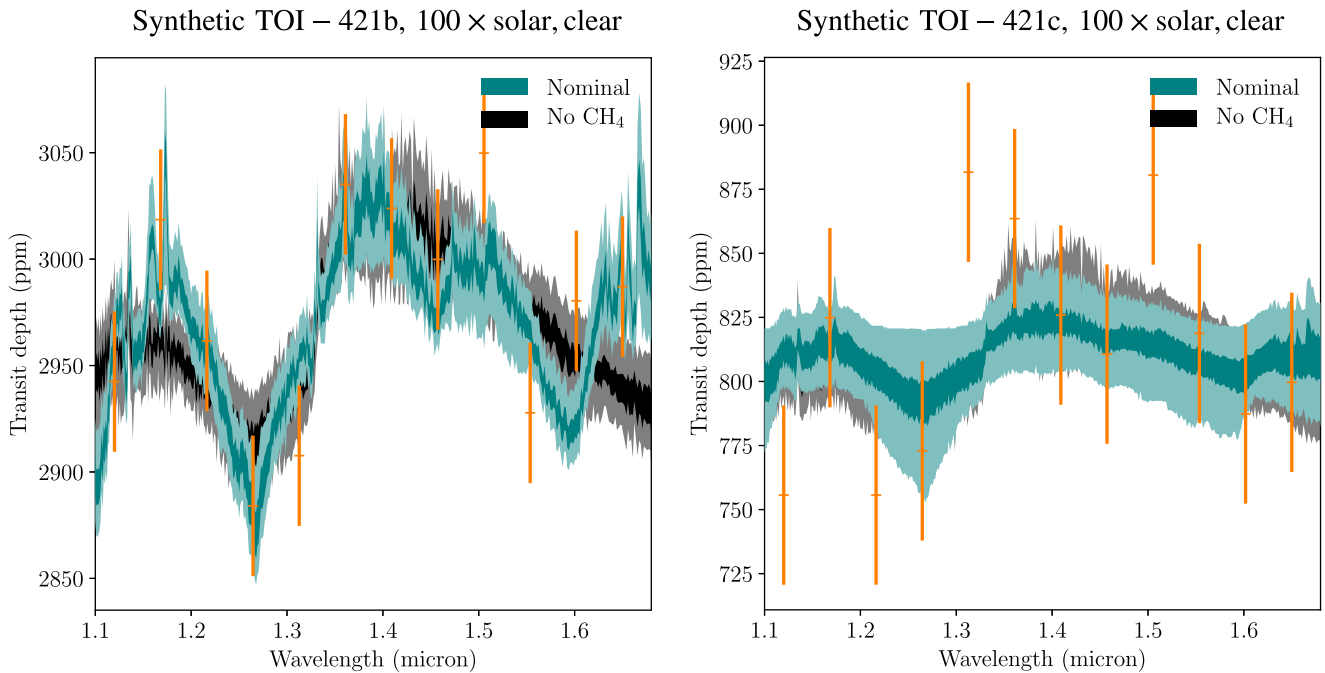 Synthetic TOI − 421b, 100 × solar, clear
Nominal
No CH₄
3050
3000
2950
2900
2850
Transit depth (ppm)
1.1 1.2 1.3 1.4 1.5 1.6
Wavelength (micron)
Synthetic TOI − 421c, 100 × solar, clear
Nominal
No CH₄
925
900
875
850
825
800
775
750
725
Transit depth (ppm)
1.1 1.2 1.3 1.4 1.5 1.6
Wavelength (micron)